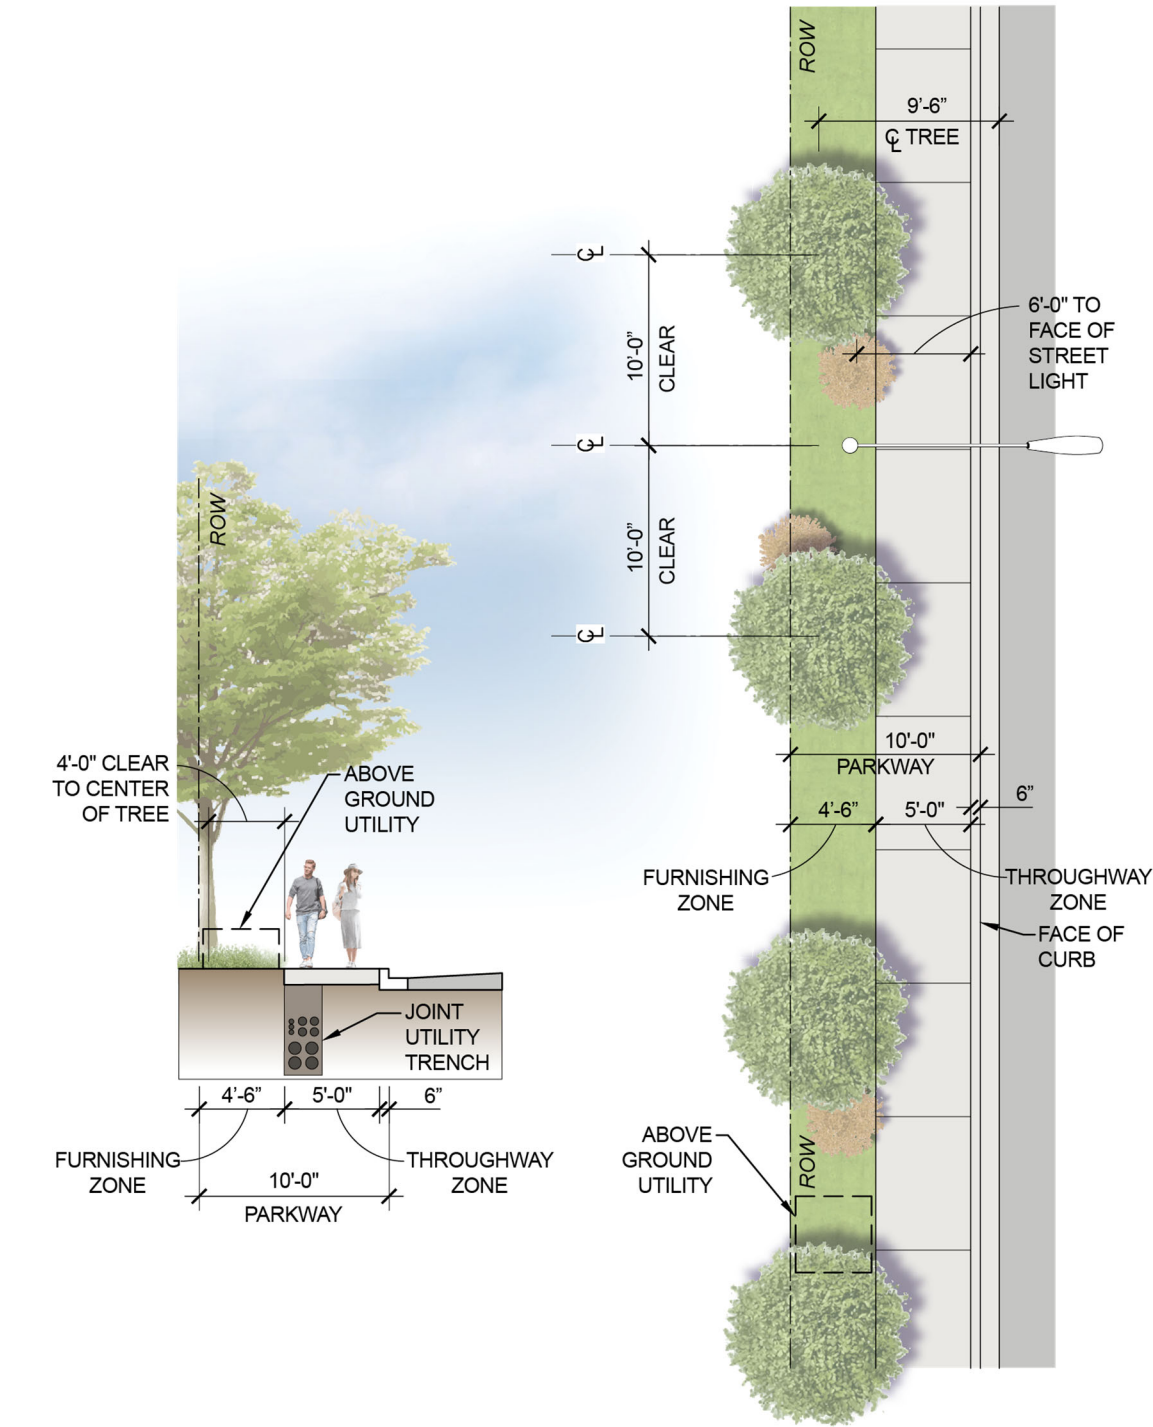 ROW
9'-6"
℄ TREE
℄
10'-0"
CLEAR
6'-0" TO
FACE OF
STREET
LIGHT
℄
10'-0"
CLEAR
℄
ROW
4'-0" CLEAR
TO CENTER
OF TREE
ABOVE
GROUND
UTILITY
JOINT
UTILITY
TRENCH
4'-6"
5'-0"
6"
FURNISHING
ZONE
THROUGHWAY
ZONE
10'-0"
PARKWAY
10'-0"
PARKWAY
6"
4'-6"
5'-0"
FURNISHING
ZONE
THROUGHWAY
ZONE
FACE OF
CURB
ABOVE
GROUND
UTILITY
ROW